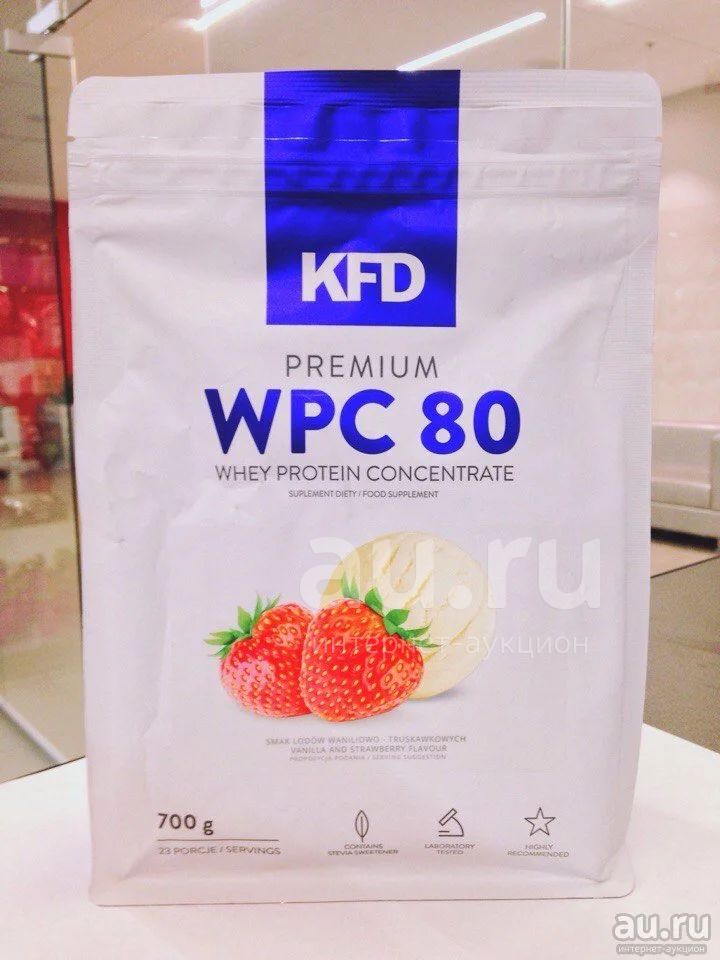 KFD
PREMIUM
WPC 80
WHEY PROTEIN CONCENTRATE
SUPLEMENT DIETY / FOOD SUPPLEMENT
au.ru
интернет-аукцион
SMAK LODÓW WANILIOWO - TRUSKAWKOWYCH
VANILLA AND STRAWBERRY FLAVOUR
PROPOZYCJA PODANIA / SERVING SUGGESTION
700 g
23 PORCJE / SERVINGS
CONTAINS
STEVIA SWEETENER
LABORATORY
TESTED
HIGHLY
RECOMMENDED
au.ru
интернет-аукцион